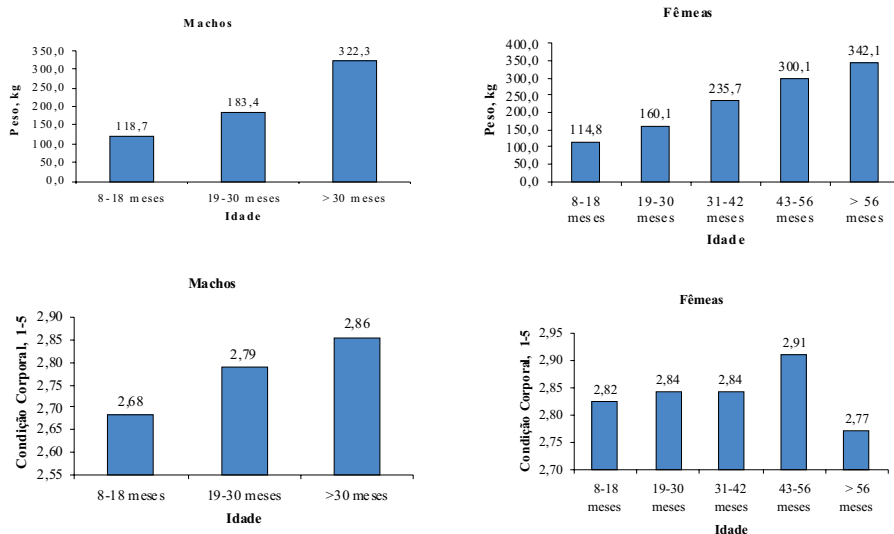 Machos
Peso, kg
350,0
300,0
250,0
200,0
150,0
100,0
50,0
0,0
118,7
183,4
322,3
8-18 meses
19-30 meses
>30 meses
Idade
Fêmeas
Peso, kg
400,0
350,0
300,0
250,0
200,0
150,0
100,0
50,0
0,0
114,8
160,1
235,7
300,1
342,1
8-18
meses
19-30
meses
31-42
meses
43-56
meses
> 56
meses
Idade
Machos
Condição Corporal, 1-5
2,90
2,85
2,80
2,75
2,70
2,65
2,60
2,55
2,68
2,79
2,86
8-18 meses
19-30 meses
>30 meses
Idade
Fêmeas
Condição Corporal, 1-5
2,95
2,90
2,85
2,80
2,75
2,70
2,82
2,84
2,84
2,91
2,77
8-18
meses
19-30
meses
31-42
meses
43-56
meses
> 56
meses
Idade